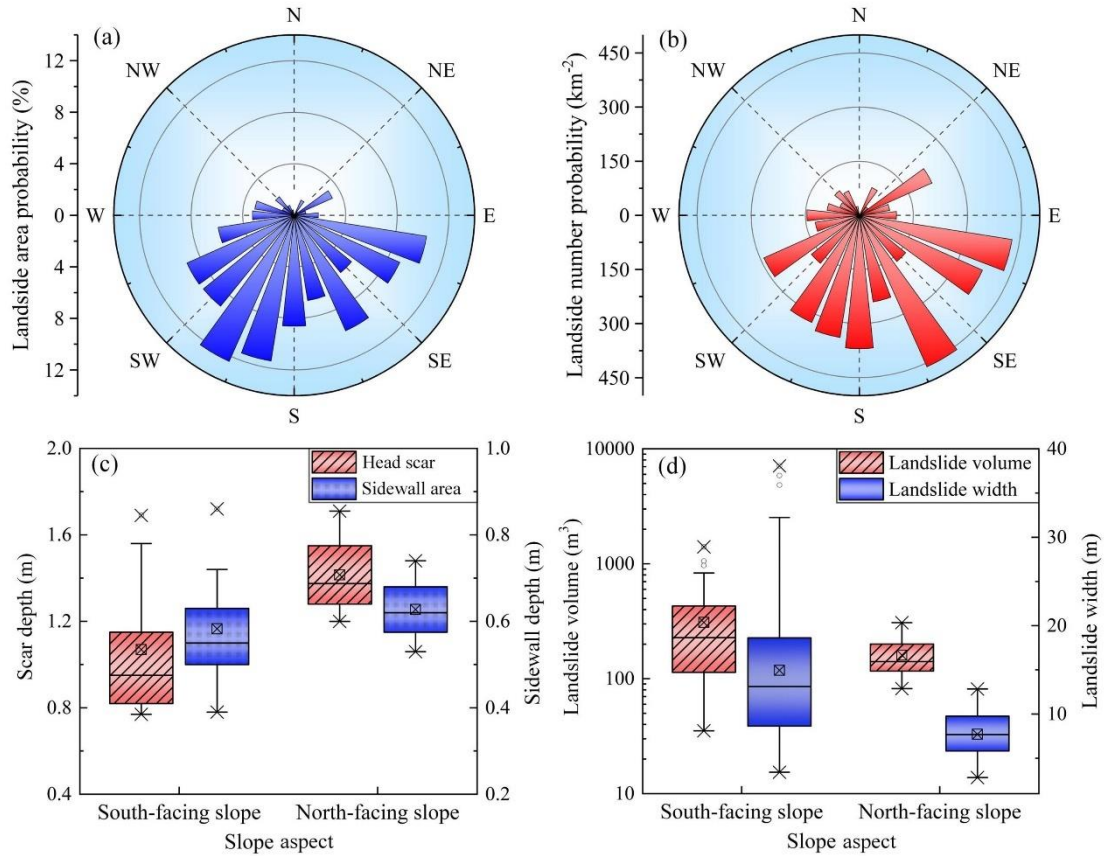 (a)
N
NE
E
SE
S
SW
W
NW
Landside area probability (%)
12
8
4
0
4
8
12
(b)
N
NE
E
SE
S
SW
W
NW
Landside number probability (km-2)
450
300
150
0
150
300
450
(c)
Head scar
Sidewall area
Scar depth (m)
2.0
1.6
1.2
0.8
0.4
Sidewall depth (m)
1.0
0.8
0.6
0.4
0.2
South-facing slope
North-facing slope
Slope aspect
(d)
Landslide volume
Landslide width
Landslide volume (m3)
10000
1000
100
10
Landslide width (m)
40
30
20
10
South-facing slope
North-facing slope
Slope aspect